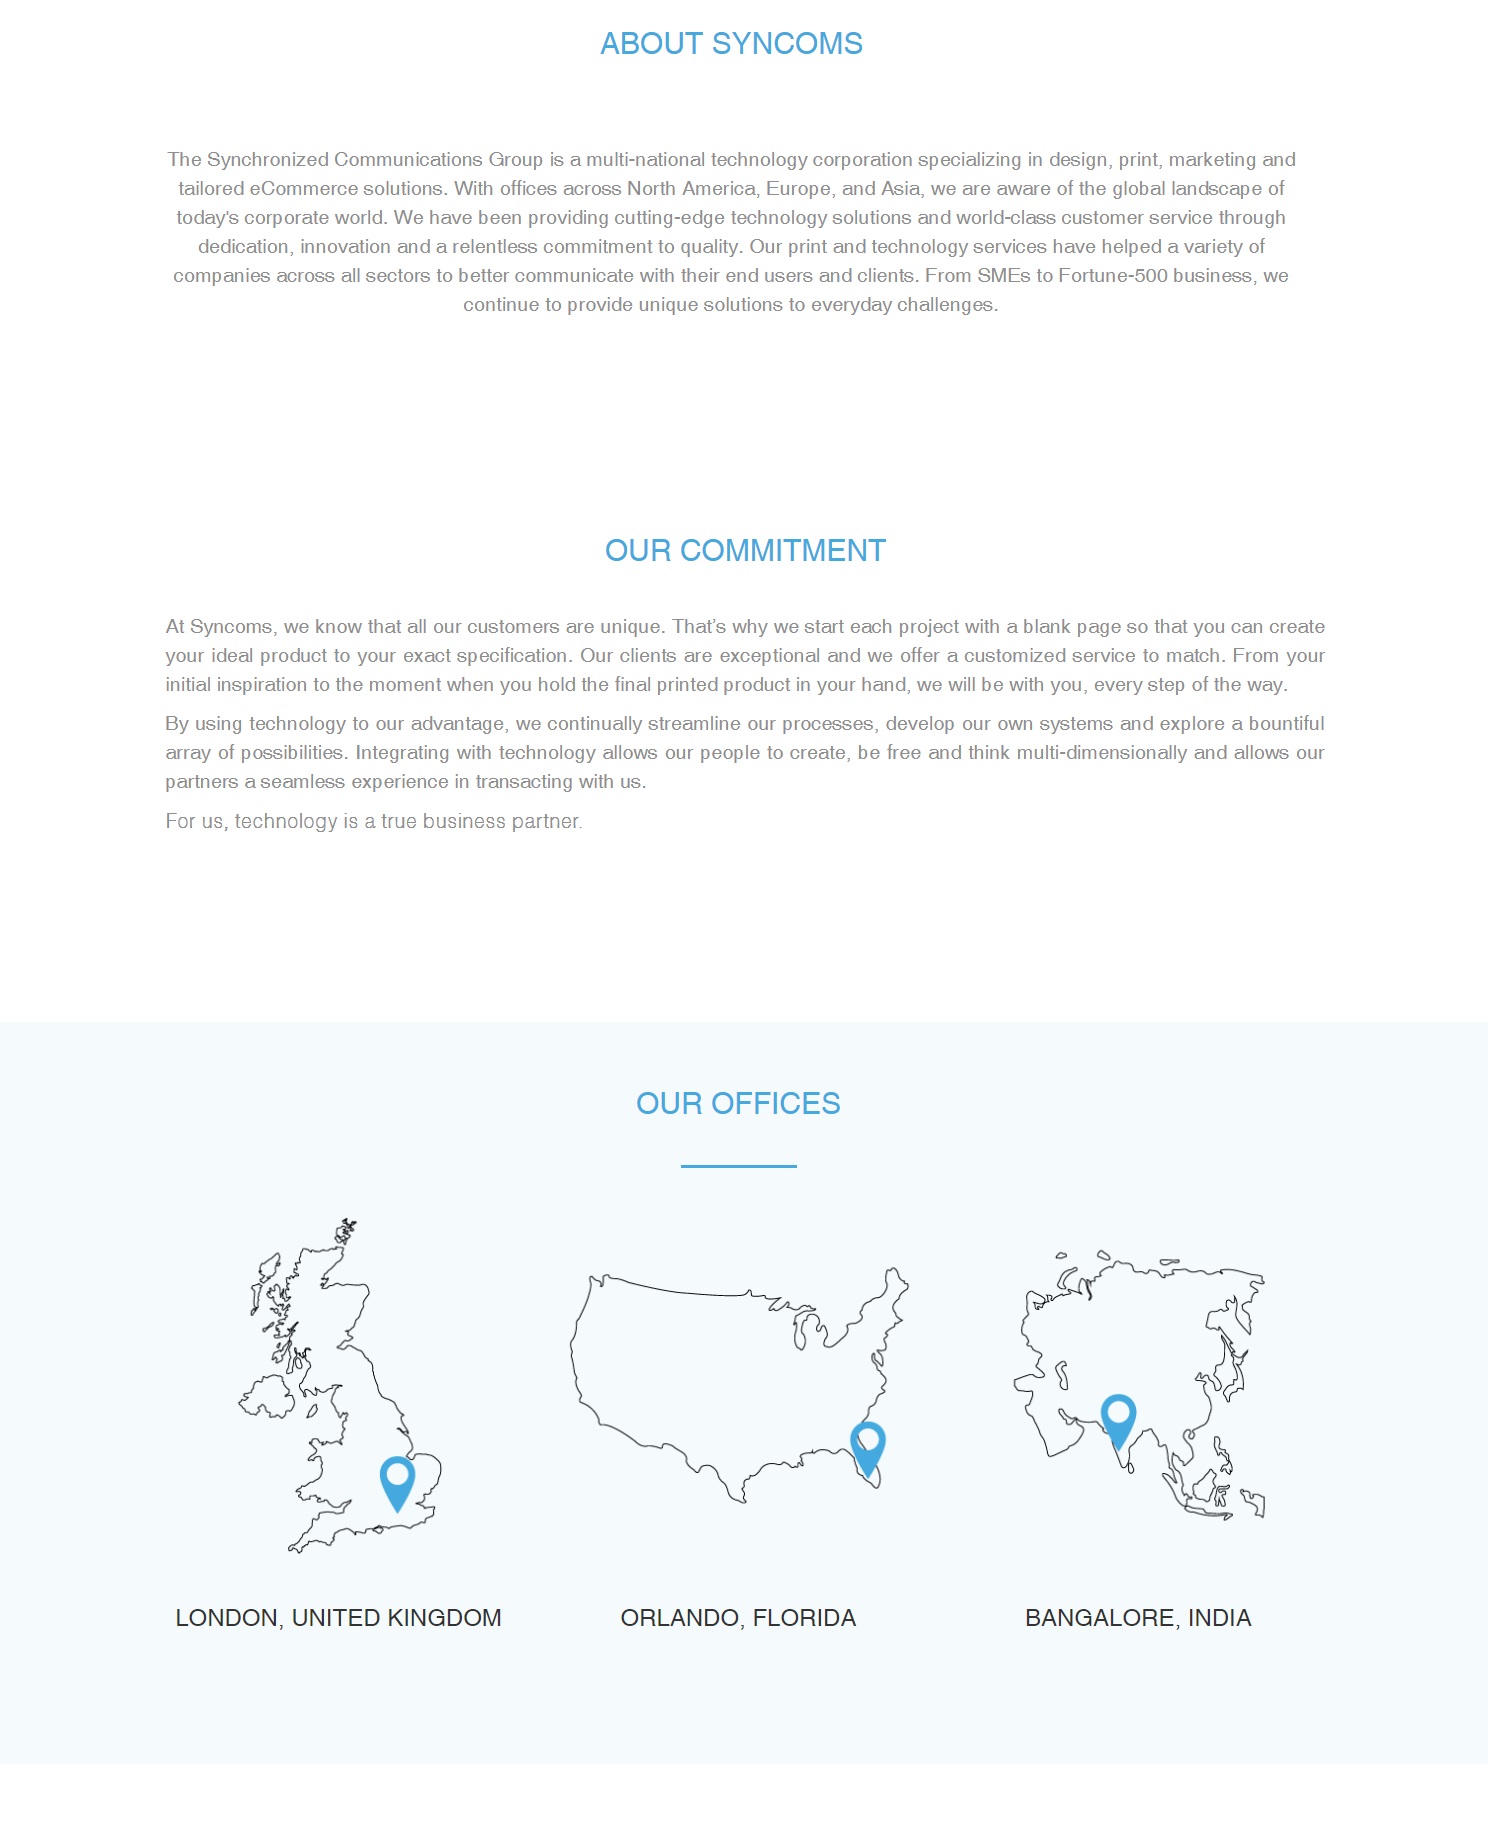 ABOUT SYNCOMS
The Synchronized Communications Group is a multi-national technology corporation specializing in design, print, marketing and
tailored eCommerce solutions. With offices across North America, Europe, and Asia, we are aware of the global landscape of
today's corporate world. We have been providing cutting-edge technology solutions and world-class customer service through
dedication, innovation and a relentless commitment to quality. Our print and technology services have helped a variety of
companies across all sectors to better communicate with their end users and clients. From SMEs to Fortune-500 business, we
continue to provide unique solutions to everyday challenges.
OUR COMMITMENT
At Syncoms, we know that all our customers are unique. That’s why we start each project with a blank page so that you can create
your ideal product to your exact specification. Our clients are exceptional and we offer a customized service to match. From your
initial inspiration to the moment when you hold the final printed product in your hand, we will be with you, every step of the way.
By using technology to our advantage, we continually streamline our processes, develop our own systems and explore a bountiful
array of possibilities. Integrating with technology allows our people to create, be free and think multi-dimensionally and allows our
partners a seamless experience in transacting with us.
For us, technology is a true business partner.
OUR OFFICES
LONDON, UNITED KINGDOM
ORLANDO, FLORIDA
BANGALORE, INDIA